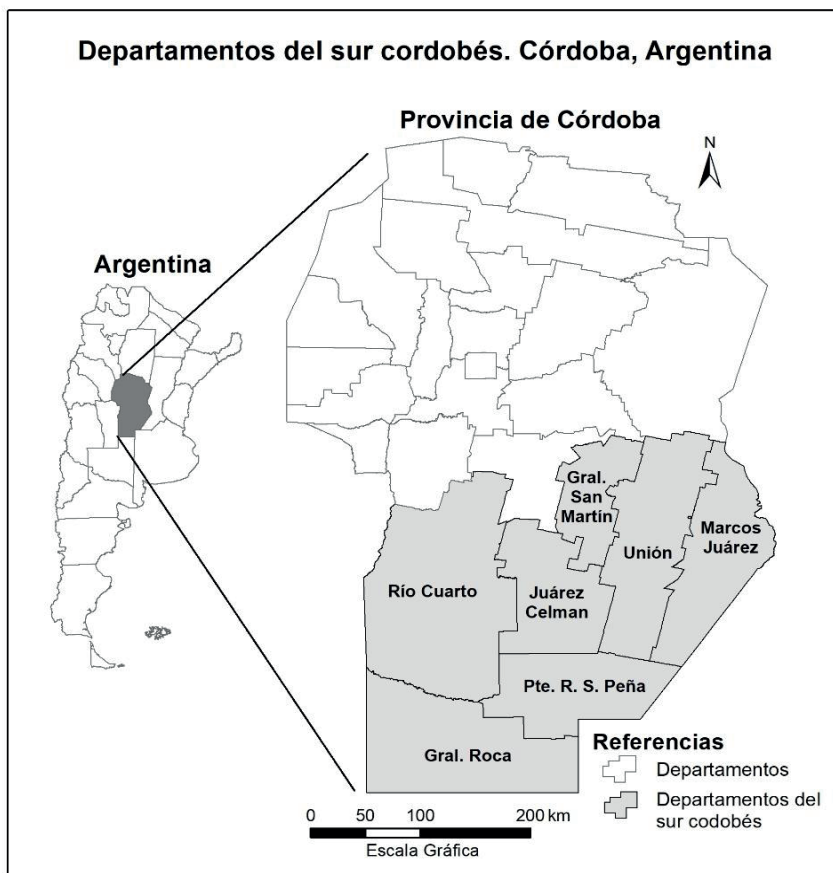 Departamentos del sur cordobés. Córdoba, Argentina
Provincia de Córdoba
N
Argentina
Gral.
San
Martín
Marcos
Juárez
Unión
Río Cuarto
Juárez
Celman
Pte. R. S. Peña
Gral. Roca
Referencias
Departamentos
Departamentos del
sur codobés
0 50 100 200 km
Escala Gráfica